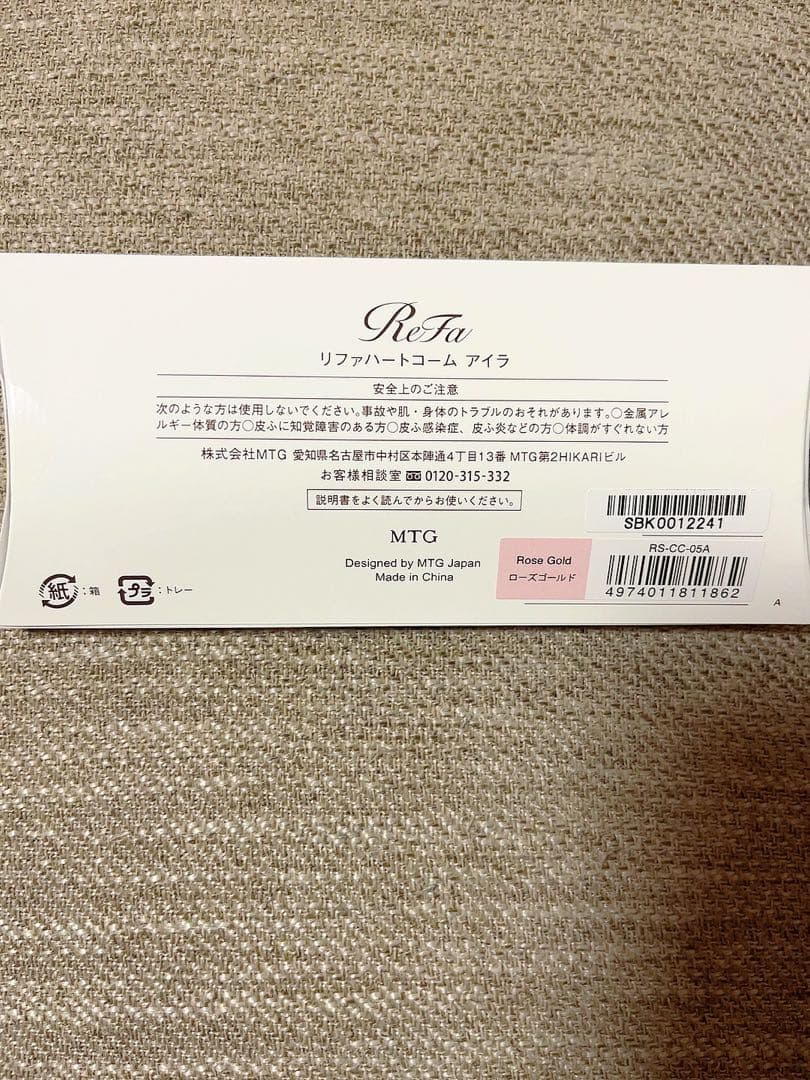 ReFa
リファハートコーム アイラ
安全上のご注意
次のような方は使用しないでください。事故や肌・身体のトラブルのおそれがあります。○金属アレ
ルギー体質の方○皮ふに知覚障害のある方○皮ふ感染症、皮ふ炎などの方○体調がすぐれない方
株式会社MTG 愛知県名古屋市中村区本陣通4丁目13番 MTG第2HIKARIビル
お客様相談室 0120-315-332
説明書をよく読んでからお使いください。
MTG
Designed by MTG Japan
Made in China
紙：箱 プラ：トレー
SBK0012241
Rose Gold
ローズゴールド
RS-CC-05A
4974011811862
A